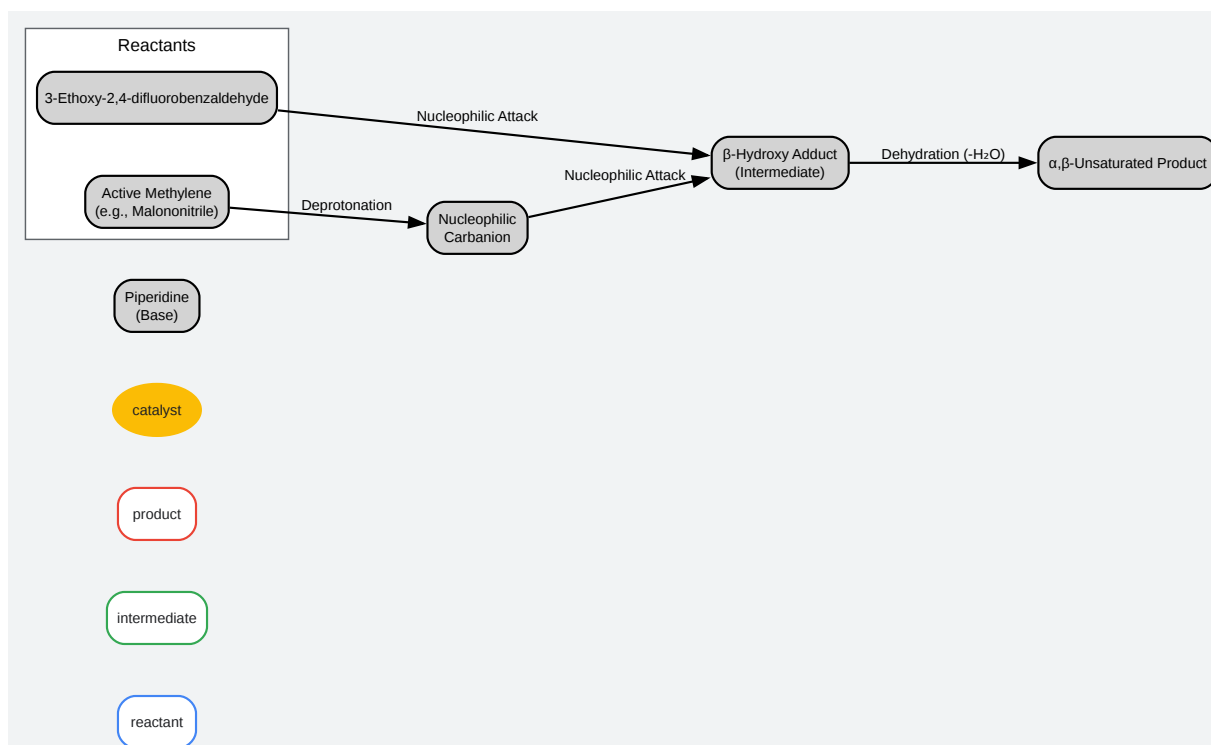 Reactants
3-Ethoxy-2,4-difluorobenzaldehyde
Nucleophilic Attack
β-Hydroxy Adduct
(Intermediate)
Dehydration (-H₂O)
α,β-Unsaturated Product
Active Methylene
(e.g., Malononitrile)
Deprotonation
Nucleophilic Attack
Nucleophilic
Carbanion
Piperidine
(Base)
catalyst
product
intermediate
reactant